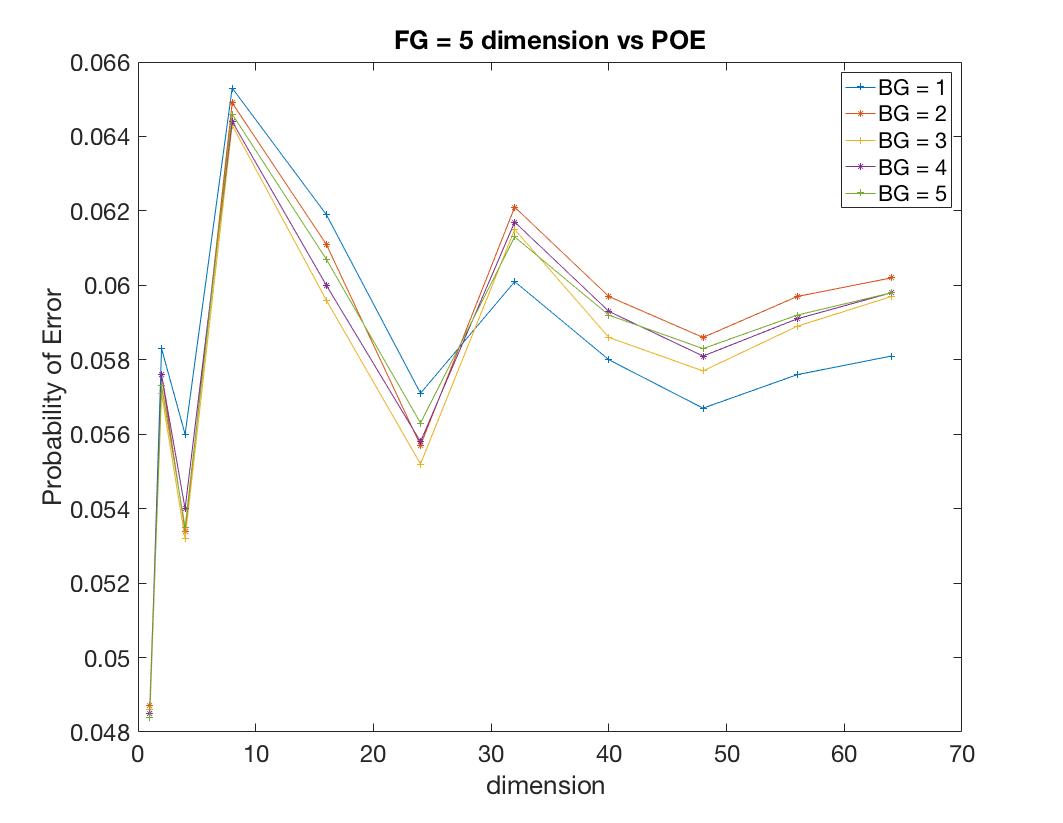 FG = 5 dimension vs POE
Probability of Error
0.066
0.064
0.062
0.06
0.058
0.056
0.054
0.052
0.05
0.048
BG = 1
BG = 2
BG = 3
BG = 4
BG = 5
0 10 20 30 40 50 60 70
dimension